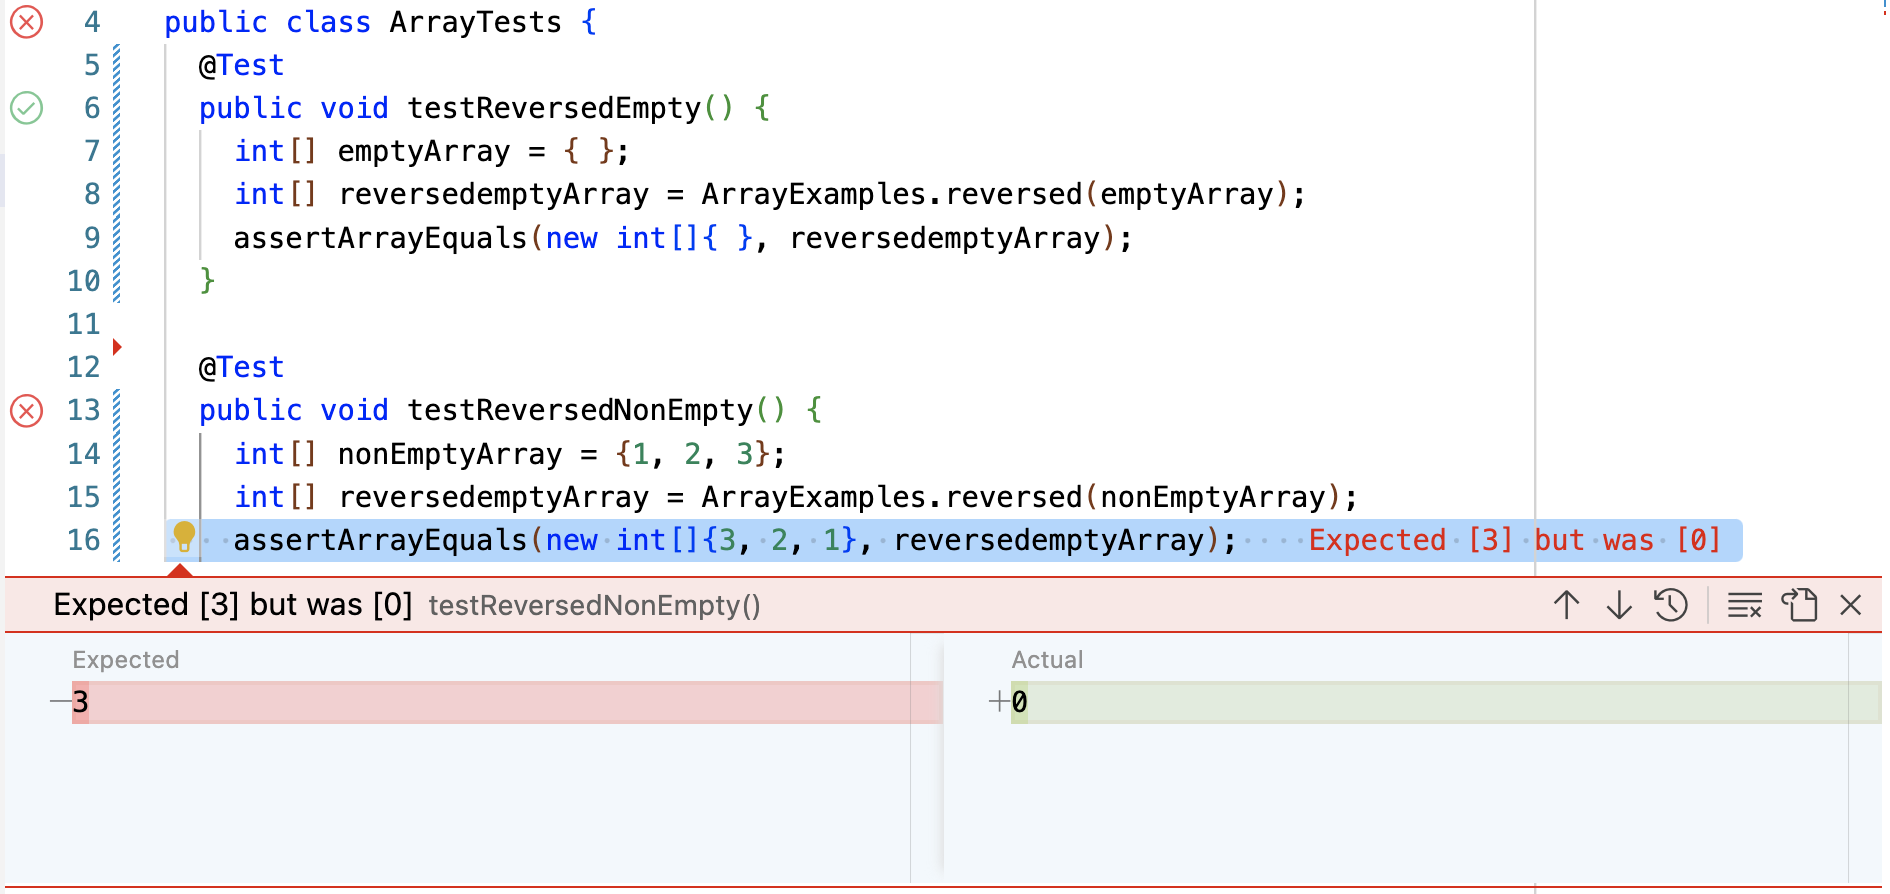 4 public class ArrayTests {
5 @Test
6 public void testReversedEmpty() {
7 int[] emptyArray = { };
8 int[] reversedemptyArray = ArrayExamples.reversed(emptyArray);
9 assertArrayEquals(new int[]{ }, reversedemptyArray);
10 }
11
12 @Test
13 public void testReversedNonEmpty() {
14 int[] nonEmptyArray = {1, 2, 3};
15 int[] reversedemptyArray = ArrayExamples.reversed(nonEmptyArray);
16 assertArrayEquals(new int[]{3, 2, 1}, reversedemptyArray); Expected [3] but was [0]
Expected [3] but was [0] testReversedNonEmpty()
Expected Actual
—3 +0